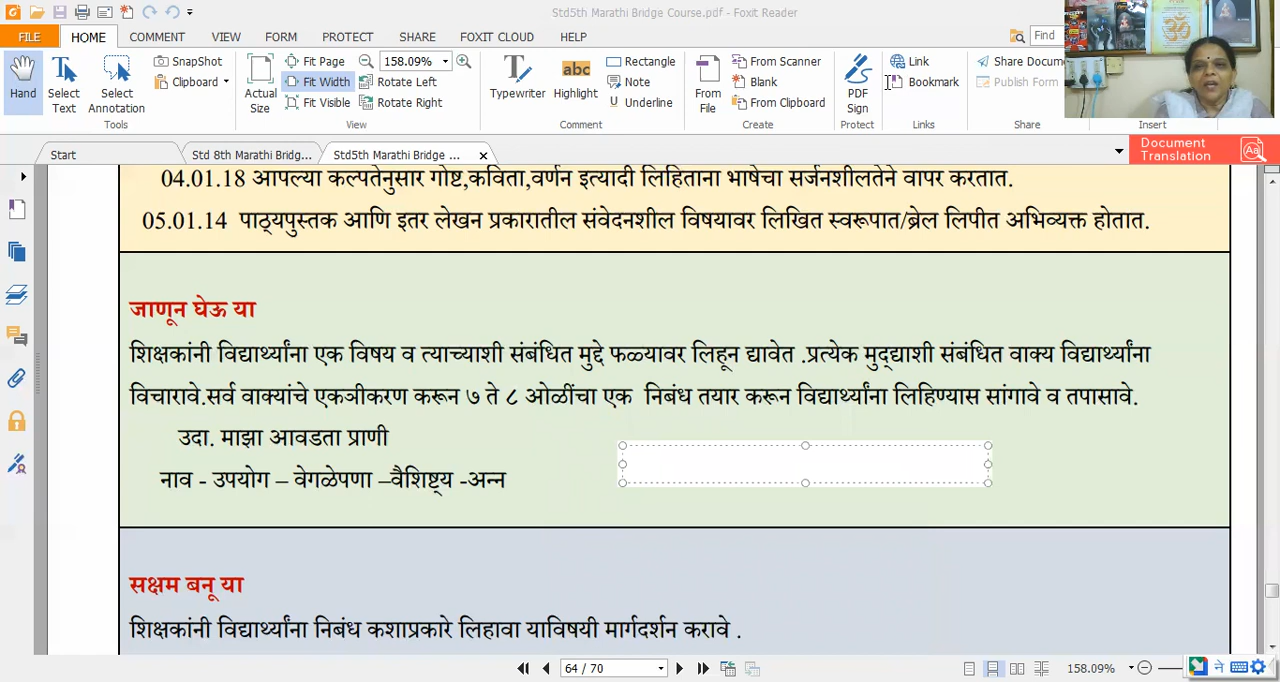 Std5th Marathi Bridge Course.pdf - Foxit Reader
FILE HOME COMMENT VIEW FORM PROTECT SHARE FOXIT CLOUD HELP Find
Hand
Select Text
Select Annotation
SnapShot
Clipboard
Tools
Actual Size
Fit Page
Fit Width
Fit Visible
158.09%
Rotate Left
Rotate Right
View
Typewriter
Highlight
Rectangle
Note
Underline
Comment
From File
From Scanner
Blank
From Clipboard
Create
PDF Sign
Protect
Link
Bookmark
Links
Share Docum
Publish Form
Share
Insert
Start Std 8th Marathi Bridg... Std5th Marathi Bridge ...
Document Translation
04.01.18 आपल्या कल्पतेनुसार गोष्ट,कविता,वर्णन इत्यादी लिहिताना भाषेचा सर्जनशीलतेने वापर करतात.
05.01.14 पाठ्यपुस्तक आणि इतर लेखन प्रकारातील संवेदनशील विषयावर लिखित स्वरूपात/ब्रेल लिपीत अभिव्यक्त होतात.
जाणून घेऊ या
शिक्षकांनी विद्यार्थ्यांना एक विषय व त्याच्याशी संबंधित मुद्दे फळ्यावर लिहून द्यावेत .प्रत्येक मुद्द्याशी संबंधित वाक्य विद्यार्थ्यांना
विचारावे.सर्व वाक्यांचे एकत्रीकरण करून ७ ते ८ ओळींचा एक निबंध तयार करून विद्यार्थ्यांना लिहिण्यास सांगावे व तपासावे.
उदा. माझा आवडता प्राणी
नाव - उपयोग – वेगळेपणा –वैशिष्ट्य -अन्न
सक्षम बनू या
शिक्षकांनी विद्यार्थ्यांना निबंध कशाप्रकारे लिहावा याविषयी मार्गदर्शन करावे .
64 / 70
158.09%
ने